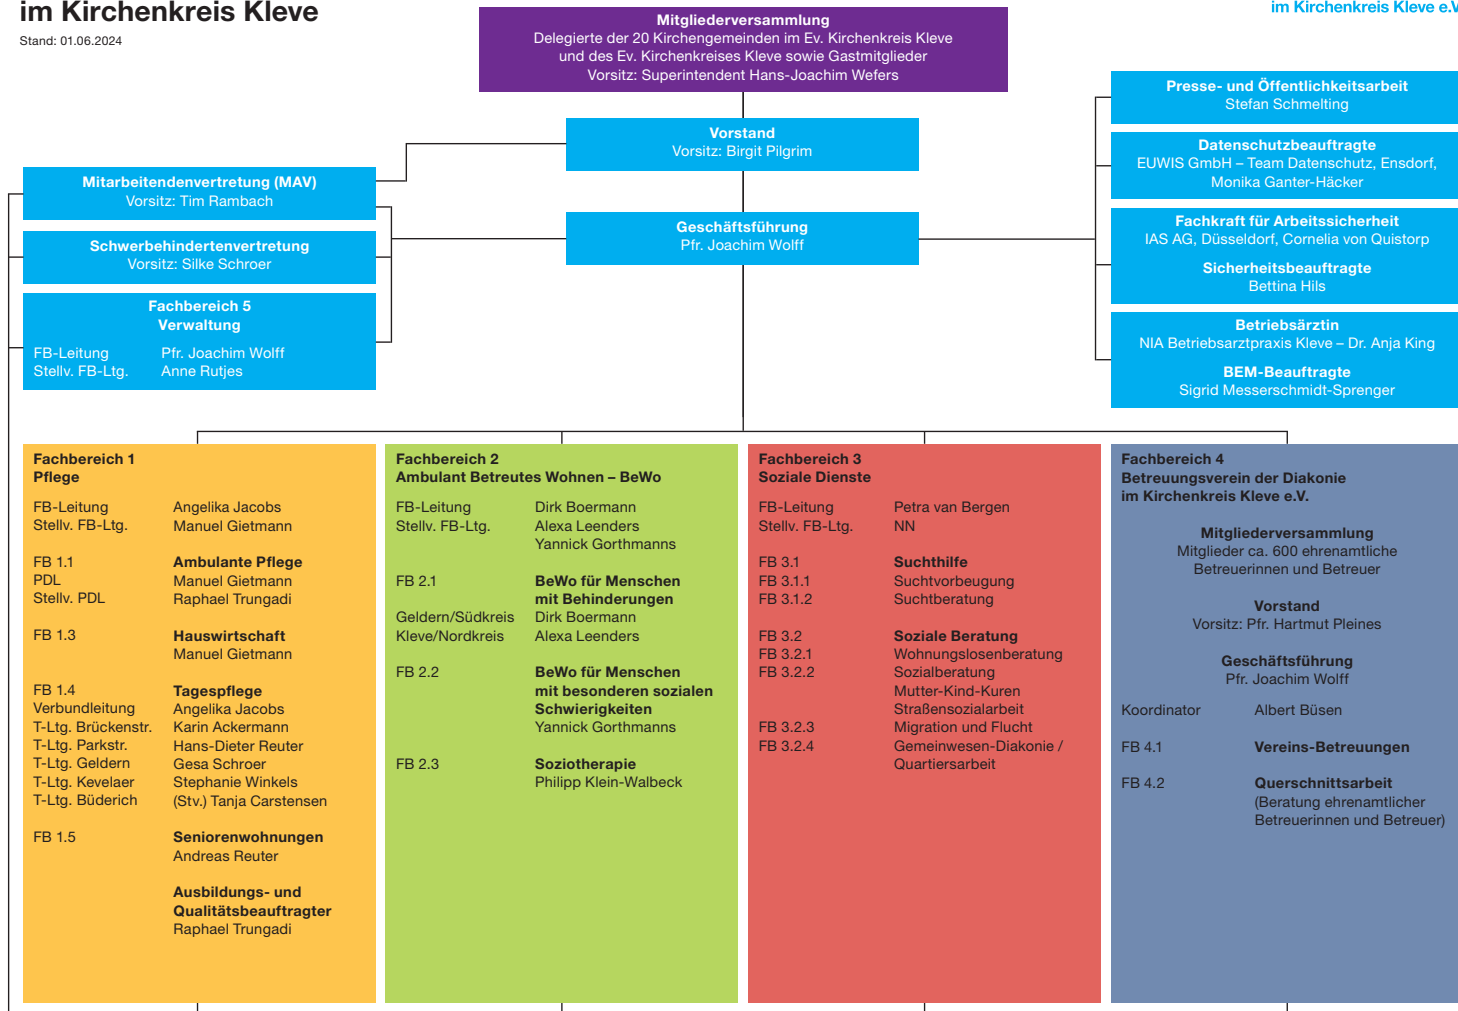 im Kirchenkreis Kleve
Stand: 01.06.2024
im Kirchenkreis Kleve e.V.
Mitgliederversammlung
Delegierte der 20 Kirchengemeinden im Ev. Kirchenkreis Kleve
und des Ev. Kirchenkreises Kleve sowie Gastmitglieder
Vorsitz: Superintendent Hans-Joachim Wefers
Vorstand
Vorsitz: Birgit Pilgrim
Geschäftsführung
Pfr. Joachim Wolff
Mitarbeitendenvertretung (MAV)
Vorsitz: Tim Rambach
Schwerbehindertenvertretung
Vorsitz: Silke Schroer
Fachbereich 5
Verwaltung
FB-Leitung Pfr. Joachim Wolff
Stellv. FB-Ltg. Anne Rutjes
Presse- und Öffentlichkeitsarbeit
Stefan Schmelting
Datenschutzbeauftragte
EUWIS GmbH – Team Datenschutz, Ensdorf,
Monika Ganter-Häcker
Fachkraft für Arbeitssicherheit
IAS AG, Düsseldorf, Cornelia von Quistorp
Sicherheitsbeauftragte
Bettina Hils
Betriebsärztin
NIA Betriebsarztpraxis Kleve – Dr. Anja King
BEM-Beauftragte
Sigrid Messerschmidt-Sprenger
Fachbereich 1
Pflege
FB-Leitung Angelika Jacobs
Stellv. FB-Ltg. Manuel Gietmann
FB 1.1 Ambulante Pflege
PDL Manuel Gietmann
Stellv. PDL Raphael Trungadi
FB 1.3 Hauswirtschaft
Manuel Gietmann
FB 1.4 Tagespflege
Verbundleitung Angelika Jacobs
T-Ltg. Brückenstr. Karin Ackermann
T-Ltg. Parkstr. Hans-Dieter Reuter
T-Ltg. Geldern Gesa Schroer
T-Ltg. Kevelaer Stephanie Winkels
T-Ltg. Büderich (Stv.) Tanja Carstensen
FB 1.5 Seniorenwohnungen
Andreas Reuter
Ausbildungs- und
Qualitätsbeauftragter
Raphael Trungadi
Fachbereich 2
Ambulant Betreutes Wohnen – BeWo
FB-Leitung Dirk Boermann
Stellv. FB-Ltg. Alexa Leenders
Yannick Gorthmanns
FB 2.1 BeWo für Menschen
mit Behinderungen
Geldern/Südkreis Dirk Boermann
Kleve/Nordkreis Alexa Leenders
FB 2.2 BeWo für Menschen
mit besonderen sozialen
Schwierigkeiten
Yannick Gorthmanns
FB 2.3 Soziotherapie
Philipp Klein-Walbeck
Fachbereich 3
Soziale Dienste
FB-Leitung Petra van Bergen
Stellv. FB-Ltg. NN
FB 3.1 Suchthilfe
FB 3.1.1 Suchtvorbeugung
FB 3.1.2 Suchtberatung
FB 3.2 Soziale Beratung
FB 3.2.1 Wohnungslosenberatung
FB 3.2.2 Sozialberatung
Mutter-Kind-Kuren
Straßensozialarbeit
FB 3.2.3 Migration und Flucht
FB 3.2.4 Gemeinwesen-Diakonie /
Quartiersarbeit
Fachbereich 4
Betreuungsverein der Diakonie
im Kirchenkreis Kleve e.V.
Mitgliederversammlung
Mitglieder ca. 600 ehrenamtliche
Betreuerinnen und Betreuer
Vorstand
Vorsitz: Pfr. Hartmut Pleines
Geschäftsführung
Pfr. Joachim Wolff
Koordinator Albert Büsen
FB 4.1 Vereins-Betreuungen
FB 4.2 Querschnittsarbeit
(Beratung ehrenamtlicher
Betreuerinnen und Betreuer)